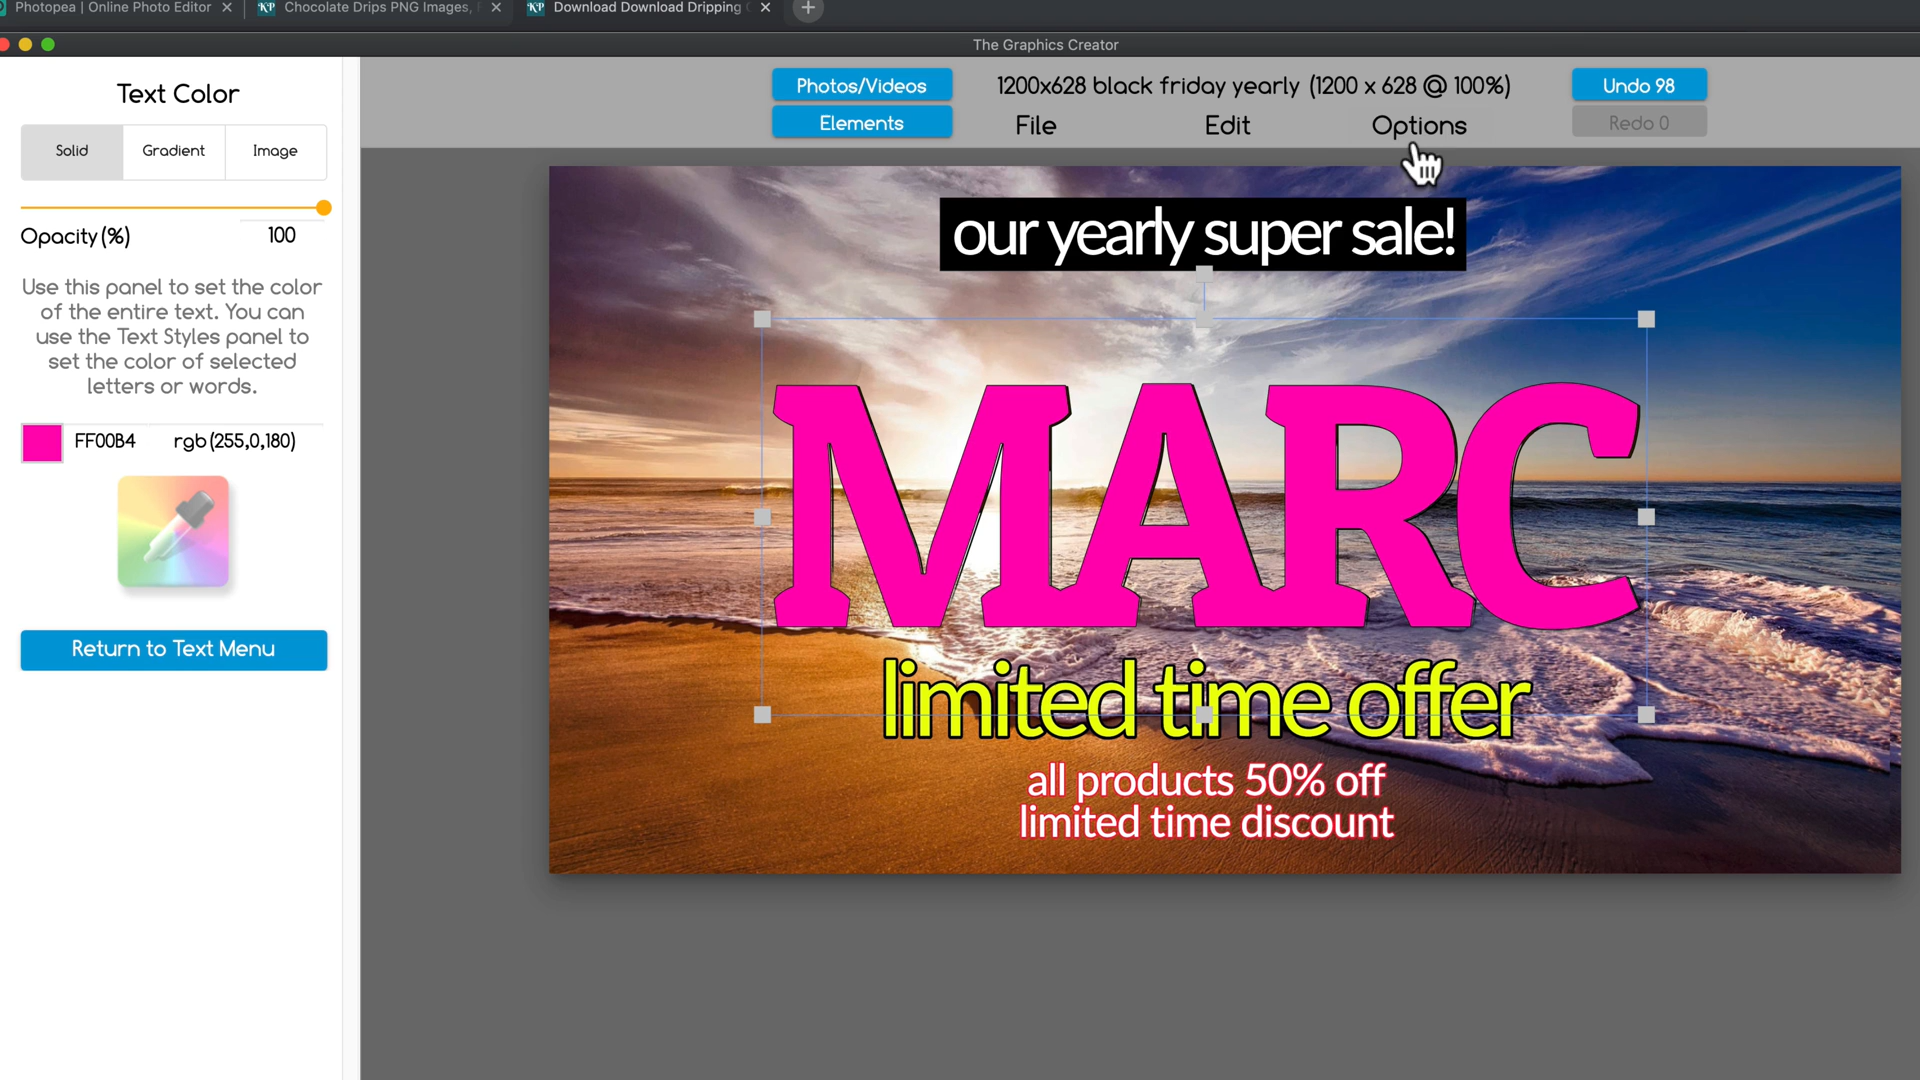 Photopea | Online Photo Editor
Chocolate Drips PNG Images,
Download Download Dripping
The Graphics Creator
Text Color
Photos/Videos
1200x628 black friday yearly (1200 x 628 @ 100%)
Undo 98
Elements
File
Edit
Options
Redo 0
Solid
Gradient
Image
Opacity (%)
100
Use this panel to set the color
of the entire text. You can
use the Text Styles panel to
set the color of selected
letters or words.
FF00B4
rgb (255,0,180)
Return to Text Menu
our yearly super sale!
MARC
limited time offer
all products 50% off
limited time discount